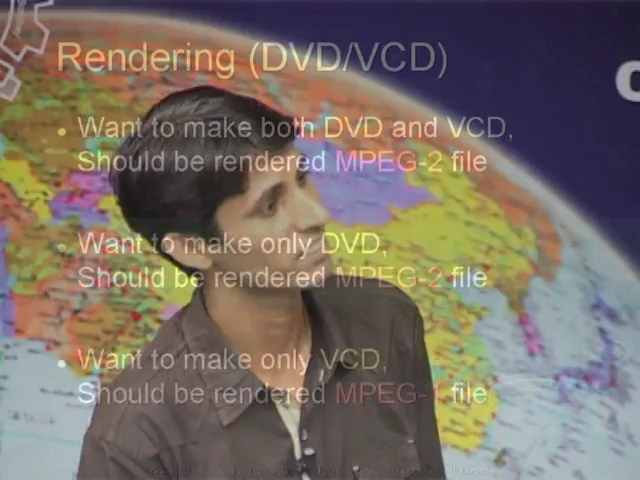 Rendering (DVD/VCD)
• Want to make both DVD and VCD,
Should be rendered MPEG-2 file
• Want to make only DVD,
Should be rendered MPEG-2 file
• Want to make only VCD,
Should be rendered MPEG-1 file